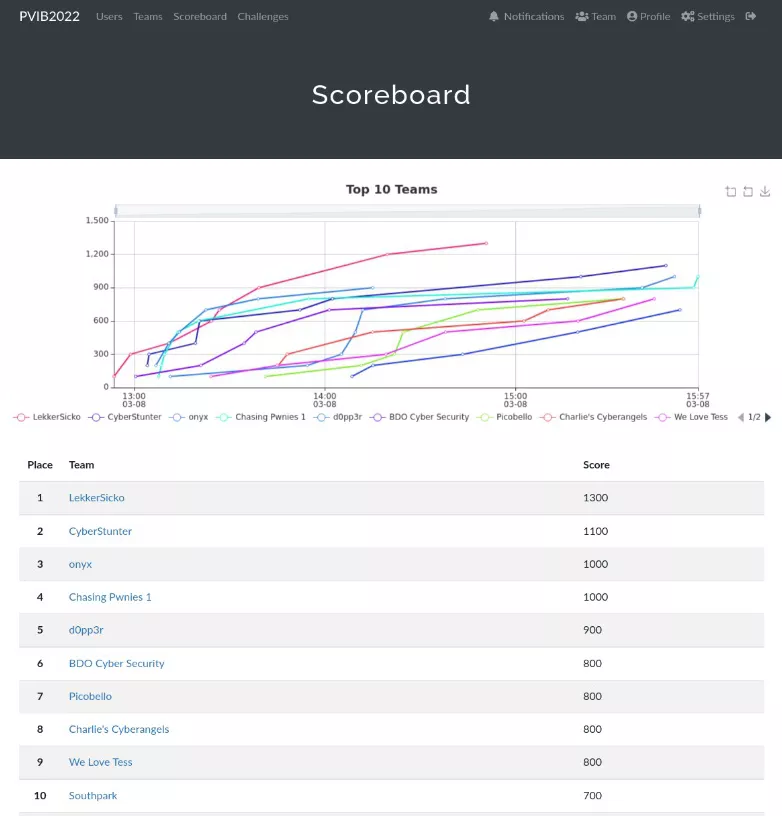 PVIB2022 Users Teams Scoreboard Challenges Notifications Team Profile Settings
Scoreboard
Top 10 Teams
1.500
1.200
900
600
300
0
13:00 14:00 15:00 15:57
03-08 03-08 03-08 03-08
LekkerSicko CyberStunter onyx Chasing Pwnies 1 d0pp3r BDO Cyber Security Picobello Charlie's Cyberangels We Love Tess 1/2
Place Team Score
1 LekkerSicko 1300
2 CyberStunter 1100
3 onyx 1000
4 Chasing Pwnies 1 1000
5 d0pp3r 900
6 BDO Cyber Security 800
7 Picobello 800
8 Charlie's Cyberangels 800
9 We Love Tess 800
10 Southpark 700